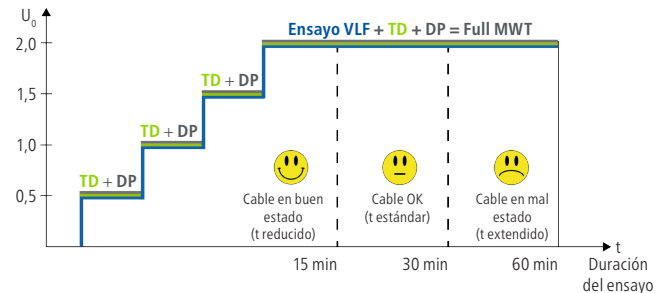 U₀
Ensayo VLF + TD + DP = Full MWT
2,0
TD + DP
1,5
TD + DP
1,0
TD + DP
0,5
Cable en buen
estado
(t reducido)
Cable OK
(t estándar)
Cable en mal
estado
(t extendido)
t
15 min
30 min
60 min
Duración
del ensayo